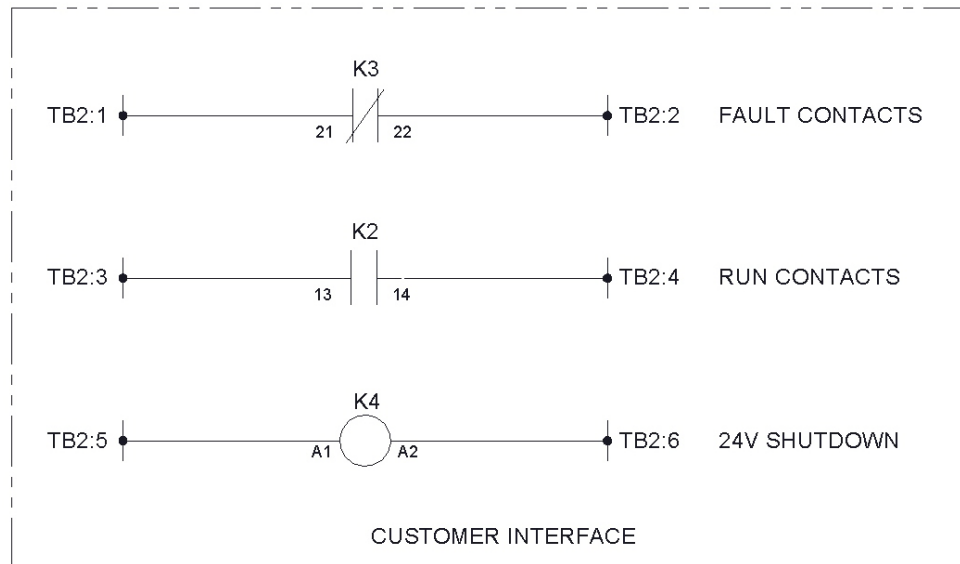 K3
TB2:1 21 22 TB2:2 FAULT CONTACTS
K2
TB2:3 13 14 TB2:4 RUN CONTACTS
K4
TB2:5 A1 A2 TB2:6 24V SHUTDOWN
CUSTOMER INTERFACE